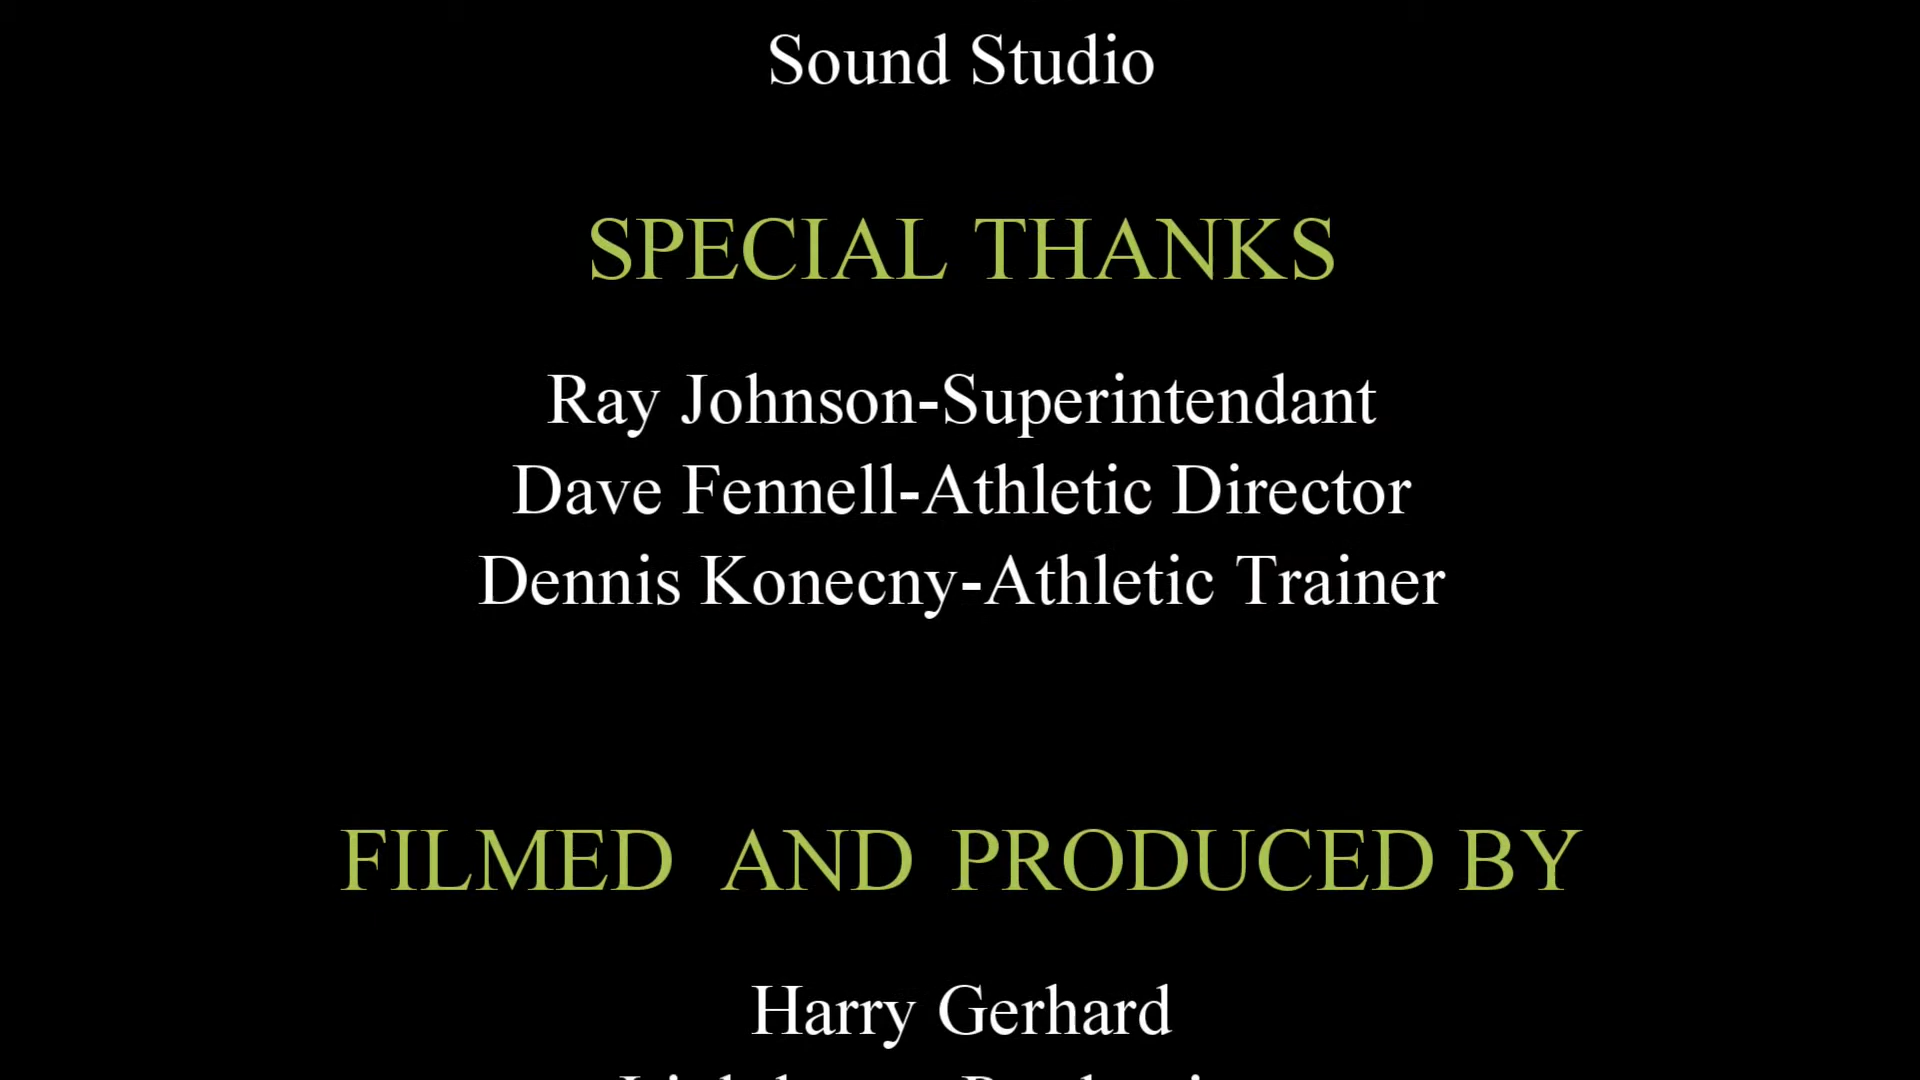 Sound Studio
SPECIAL THANKS
Ray Johnson-Superintendant
Dave Fennell-Athletic Director
Dennis Konecny-Athletic Trainer
FILMED AND PRODUCED BY
Harry Gerhard